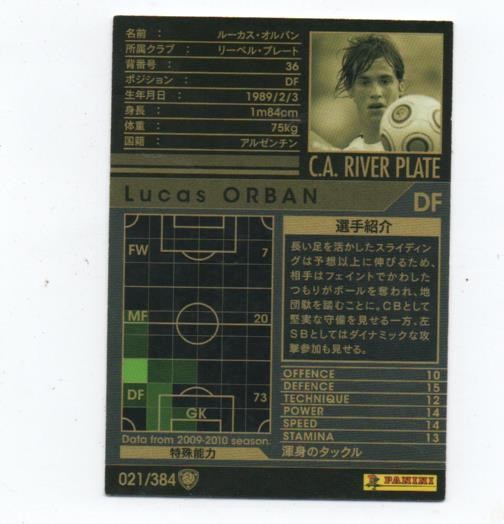 名前 ： ルーカス・オルバン
所属クラブ ： リーベル・プレート
背番号 ： 36
ポジション ： DF
生年月日 ： 1989/2/3
身長 ： 1m84cm
体重 ： 75kg
国籍 ： アルゼンチン
C.A. RIVER PLATE
Lucas ORBAN
DF
FW 7
MF 20
DF 73
GK
Data from 2009-2010 season.
特殊能力
選手紹介
長い足を活かしたスライディン
グは予想以上に伸びるため、
相手はフェイントでかわした
つもりがボールを奪われ、地
団駄を踏むことに。CBとして
堅実な守備を見せる一方、左
SBとしてはダイナミックな攻
撃参加も見せる。
OFFENCE 10
DEFENCE 15
TECHNIQUE 12
POWER 14
SPEED 14
STAMINA 13
渾身のタックル
021/384
PANINI